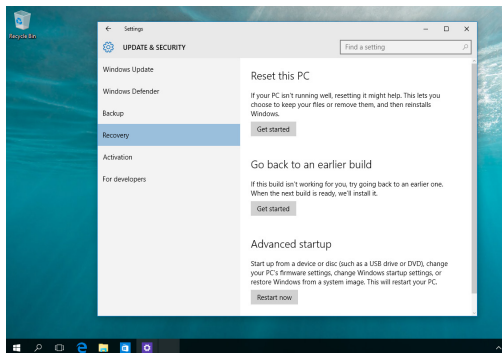 Recycle Bin
Settings
UPDATE & SECURITY
Find a setting
Windows Update
Windows Defender
Backup
Recovery
Activation
For developers
Reset this PC
If your PC isn't running well, resetting it might help. This lets you
choose to keep your files or remove them, and then reinstalls
Windows.
Get started
Go back to an earlier build
If this build isn't working for you, try going back to an earlier one.
When the next build is ready, we'll install it.
Get started
Advanced startup
Start up from a device or disc (such as a USB drive or DVD), change
your PC's firmware settings, change Windows startup settings, or
restore Windows from a system image. This will restart your PC.
Restart now